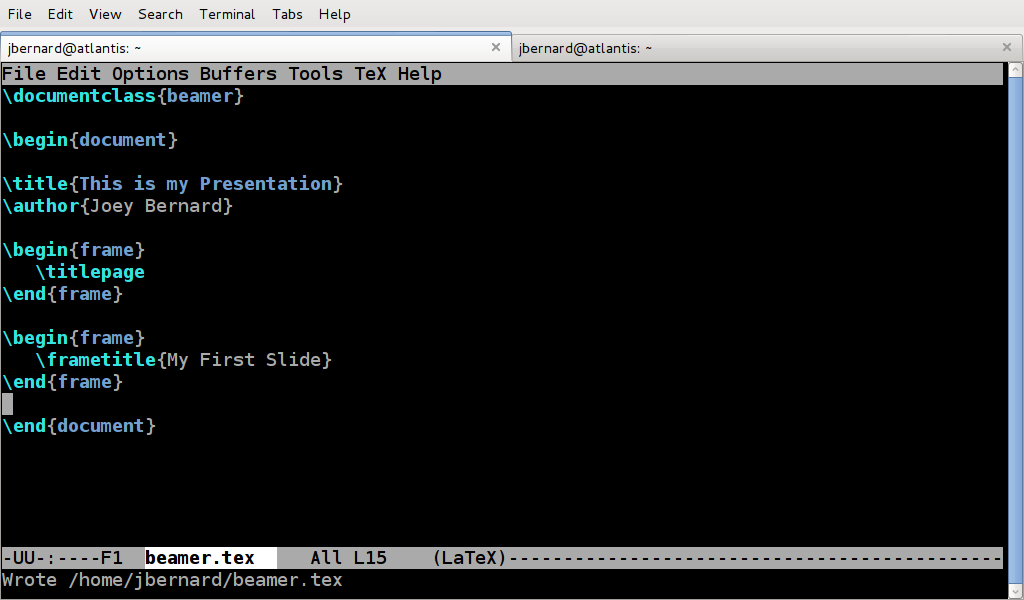 File Edit View Search Terminal Tabs Help
jbernard@atlantis: ~ × jbernard@atlantis: ~ ×
File Edit Options Buffers Tools TeX Help
\documentclass{beamer}
\begin{document}
\title{This is my Presentation}
\author{Joey Bernard}
\begin{frame}
   \titlepage
\end{frame}
\begin{frame}
   \frametitle{My First Slide}
\end{frame}
\end{document}
-UU-:----F1  beamer.tex     All L15    (LaTeX)---------------------------------------------
Wrote /home/jbernard/beamer.tex